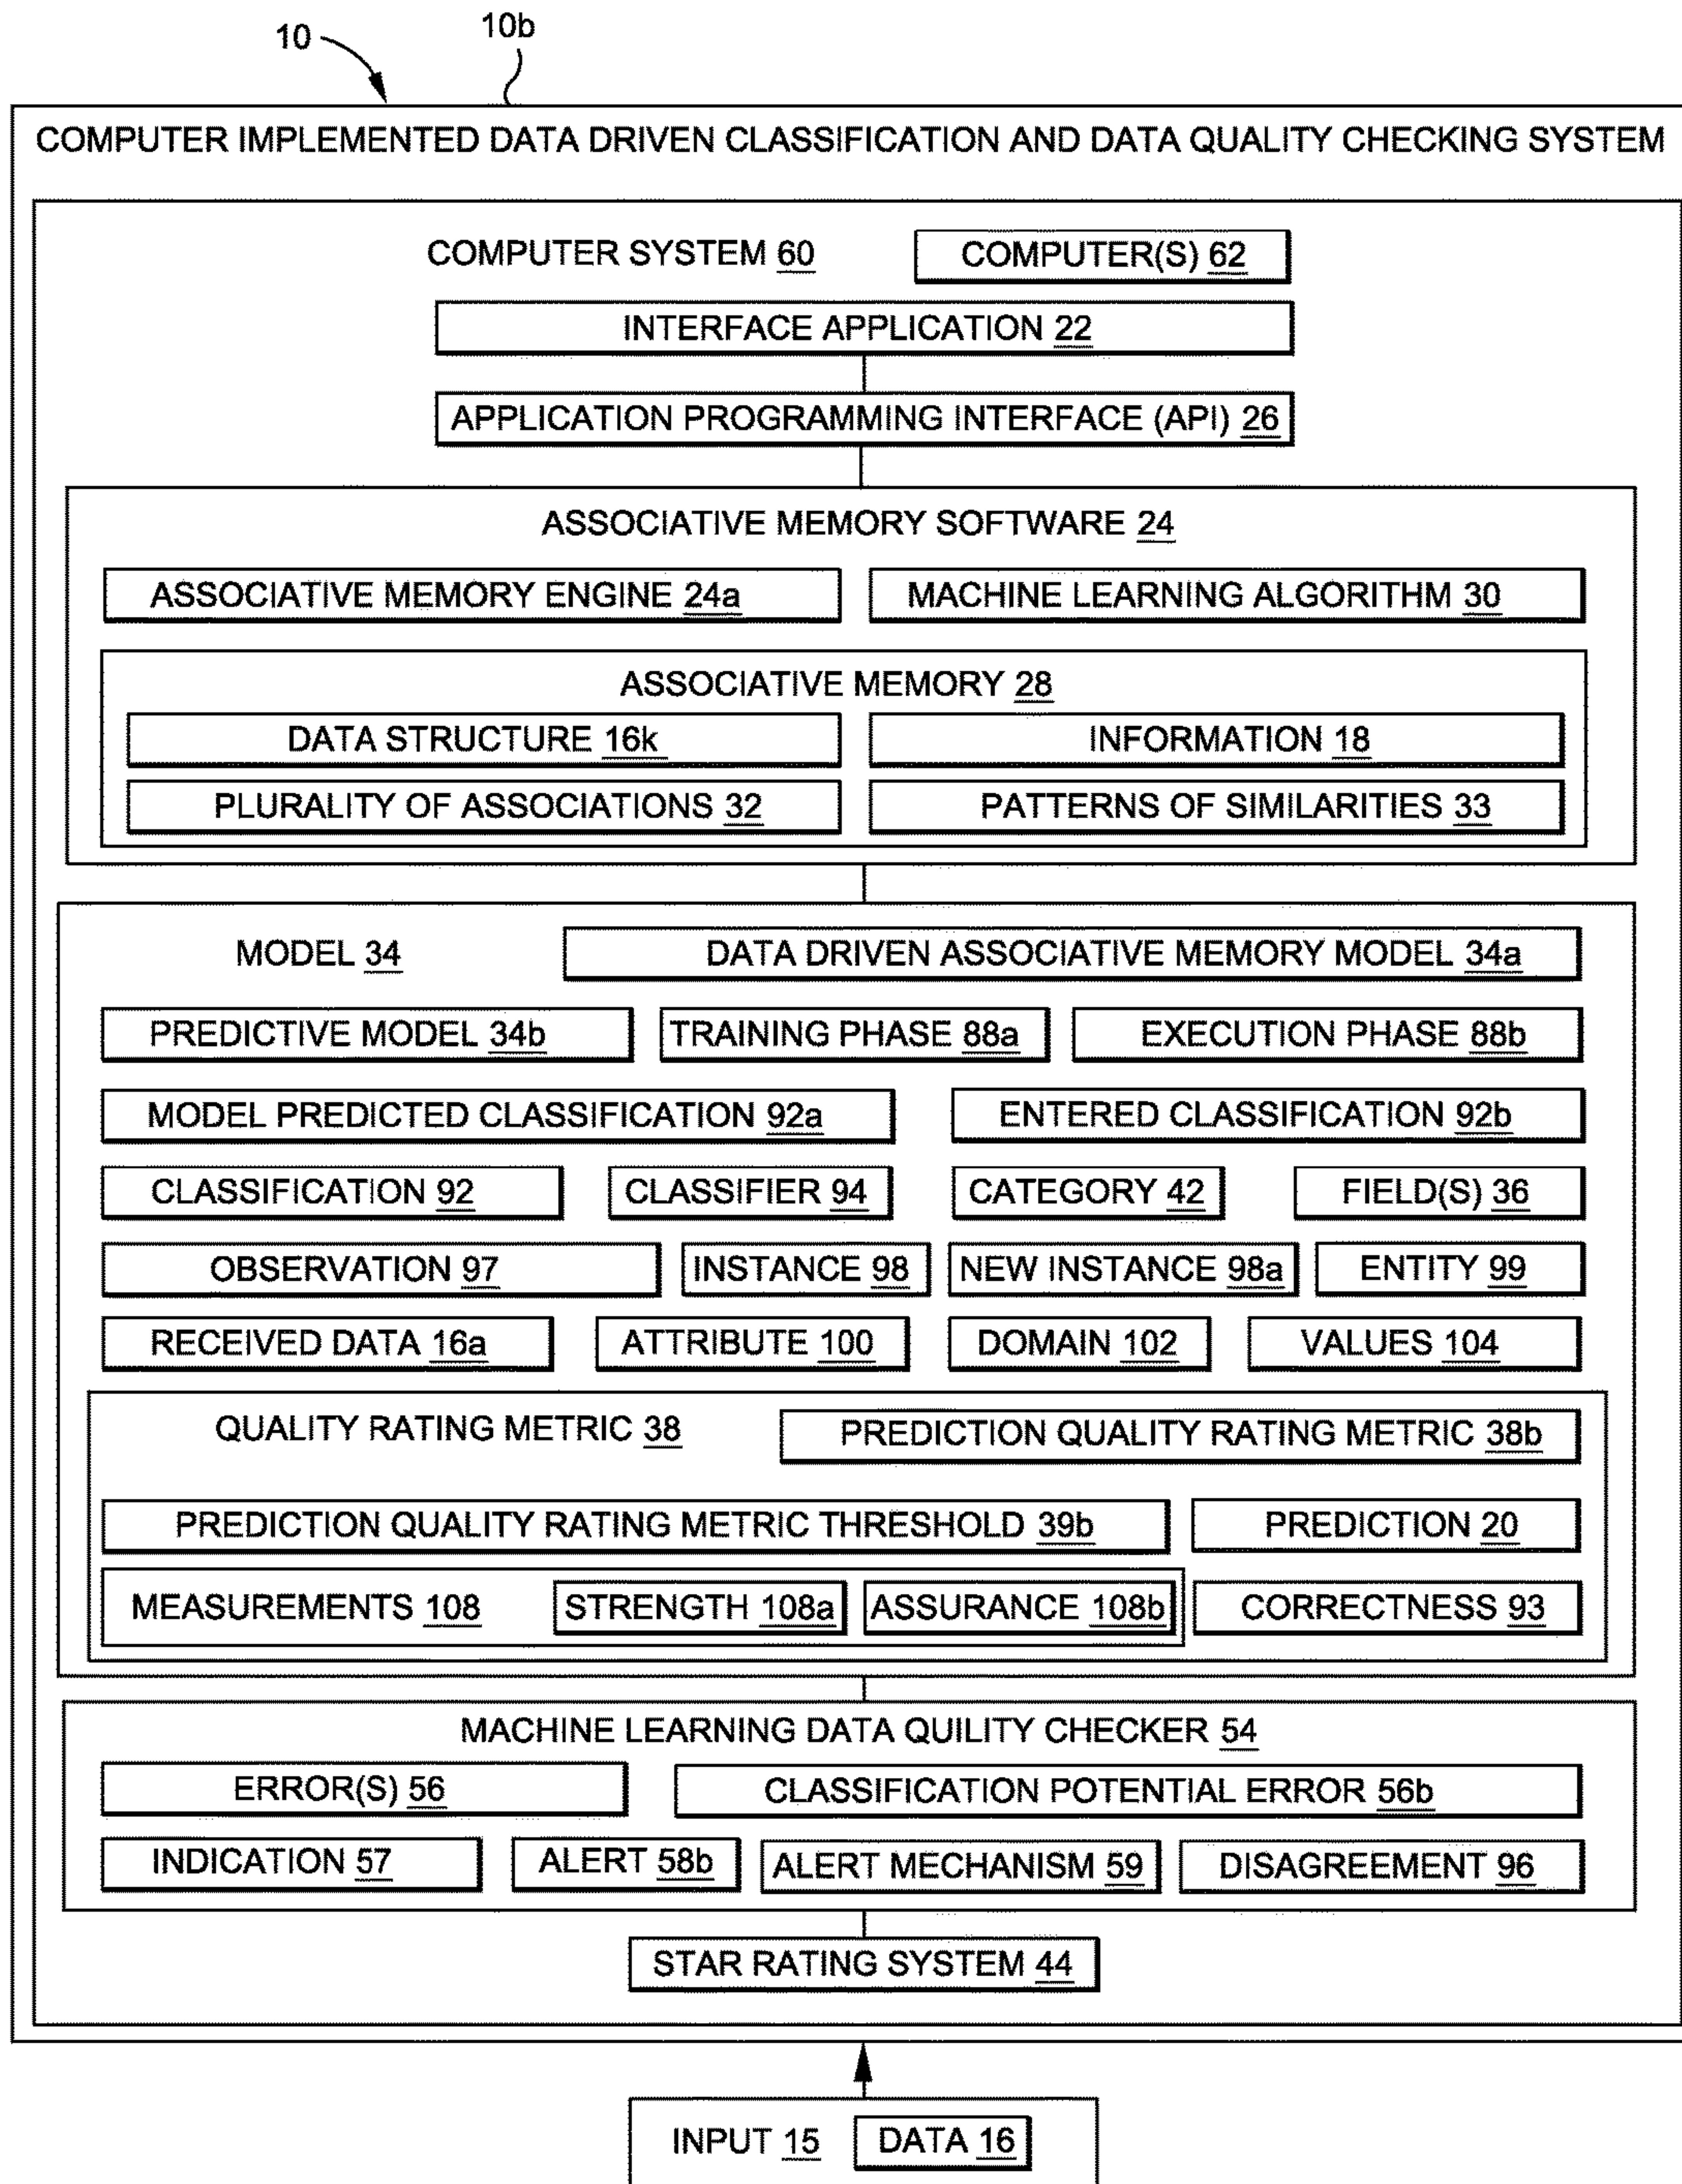 10
10b
COMPUTER IMPLEMENTED DATA DRIVEN CLASSIFICATION AND DATA QUALITY CHECKING SYSTEM
COMPUTER SYSTEM 60 COMPUTER(S) 62
INTERFACE APPLICATION 22
APPLICATION PROGRAMMING INTERFACE (API) 26
ASSOCIATIVE MEMORY SOFTWARE 24
ASSOCIATIVE MEMORY ENGINE 24a MACHINE LEARNING ALGORITHM 30
ASSOCIATIVE MEMORY 28
DATA STRUCTURE 16k INFORMATION 18
PLURALITY OF ASSOCIATIONS 32 PATTERNS OF SIMILARITIES 33
MODEL 34 DATA DRIVEN ASSOCIATIVE MEMORY MODEL 34a
PREDICTIVE MODEL 34b TRAINING PHASE 88a EXECUTION PHASE 88b
MODEL PREDICTED CLASSIFICATION 92a ENTERED CLASSIFICATION 92b
CLASSIFICATION 92 CLASSIFIER 94 CATEGORY 42 FIELD(S) 36
OBSERVATION 97 INSTANCE 98 NEW INSTANCE 98a ENTITY 99
RECEIVED DATA 16a ATTRIBUTE 100 DOMAIN 102 VALUES 104
QUALITY RATING METRIC 38 PREDICTION QUALITY RATING METRIC 38b
PREDICTION QUALITY RATING METRIC THRESHOLD 39b PREDICTION 20
MEASUREMENTS 108 STRENGTH 108a ASSURANCE 108b CORRECTNESS 93
MACHINE LEARNING DATA QUILITY CHECKER 54
ERROR(S) 56 CLASSIFICATION POTENTIAL ERROR 56b
INDICATION 57 ALERT 58b ALERT MECHANISM 59 DISAGREEMENT 96
STAR RATING SYSTEM 44
INPUT 15 DATA 16